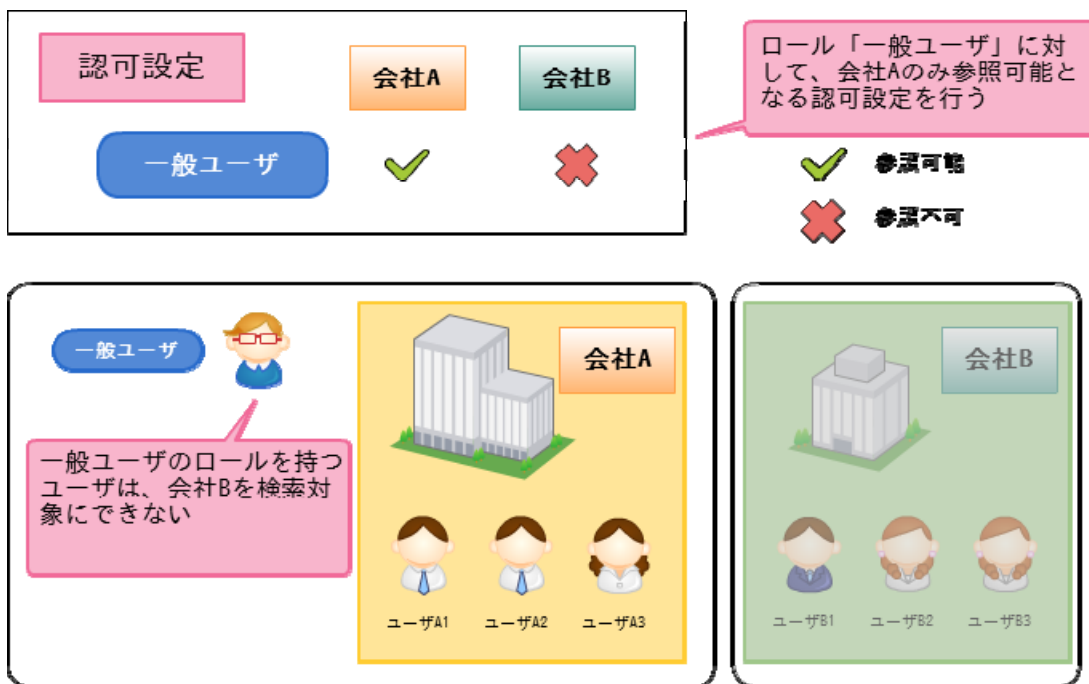 認可設定
会社A
会社B
ロール「一般ユーザ」に対
して、会社Aのみ参照可能と
なる認可設定を行う
一般ユーザ
参照可能
参照不可
一般ユーザ
会社A
会社B
一般ユーザのロールを持つ
ユーザは、会社Bを検索対
象にできない
ユーザA1
ユーザA2
ユーザA3
ユーザB1
ユーザB2
ユーザB3